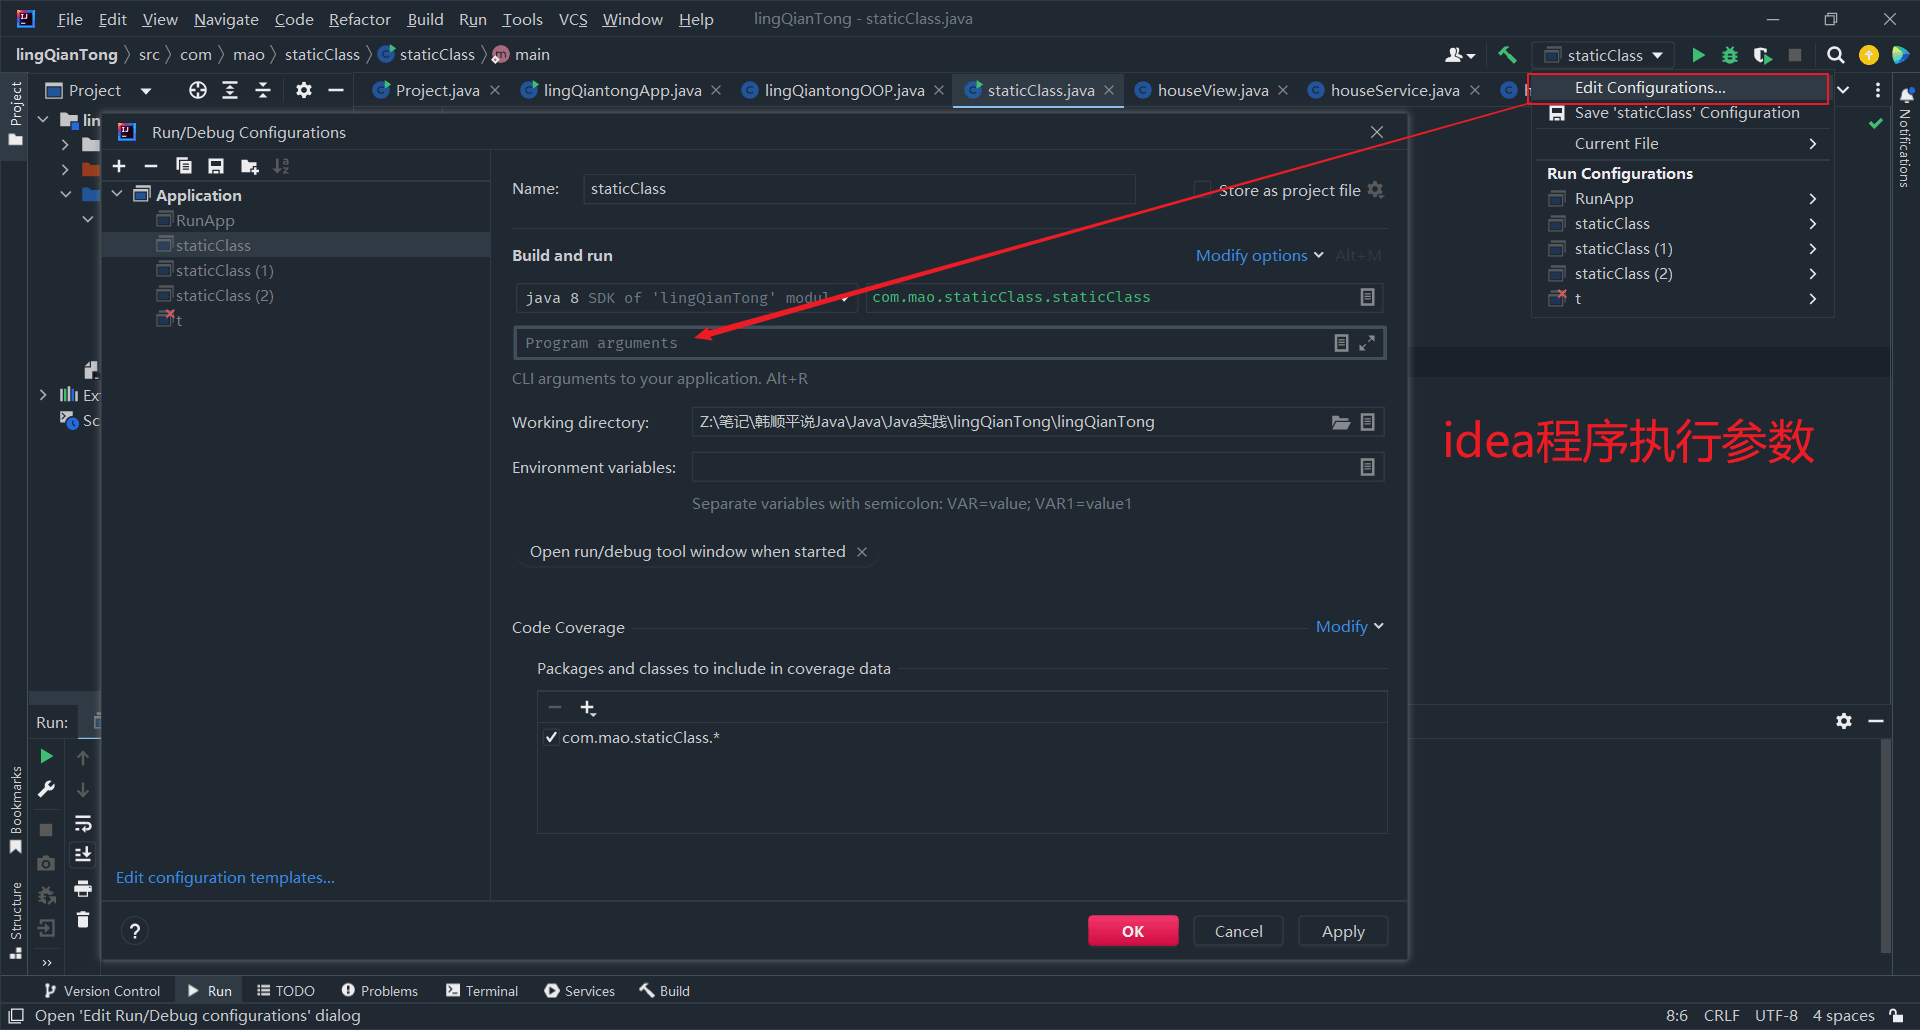 File Edit View Navigate Code Refactor Build Run Tools VCS Window Help lingQianTong - staticClass.java
lingQianTong src com mao staticClass staticClass main
staticClass
Project
Project.java lingQiantongApp.java lingQiantongOOP.java staticClass.java houseView.java houseService.java
Edit Configurations...
Save 'staticClass' Configuration
Current File
Run Configurations
RunApp
staticClass
staticClass (1)
staticClass (2)
t
Project
Notifications
lin
Ex
Sc
Run/Debug Configurations
Application
RunApp
staticClass
staticClass (1)
staticClass (2)
t
Edit configuration templates...
Name: staticClass Store as project file
Build and run Modify options Alt+M
java 8 SDK of 'lingQianTong' modul com.mao.staticClass.staticClass
Program arguments
CLI arguments to your application. Alt+R
Working directory: Z:\笔记\韩顺平说Java\Java\Java实践\lingQianTong\lingQianTong
Environment variables:
Separate variables with semicolon: VAR=value; VAR1=value1
Open run/debug tool window when started
Code Coverage Modify
Packages and classes to include in coverage data
com.mao.staticClass.*
? OK Cancel Apply
idea程序执行参数
Run:
Bookmarks
Structure
Version Control Run TODO Problems Terminal Services Build
Open 'Edit Run/Debug configurations' dialog 8:6 CRLF UTF-8 4 spaces